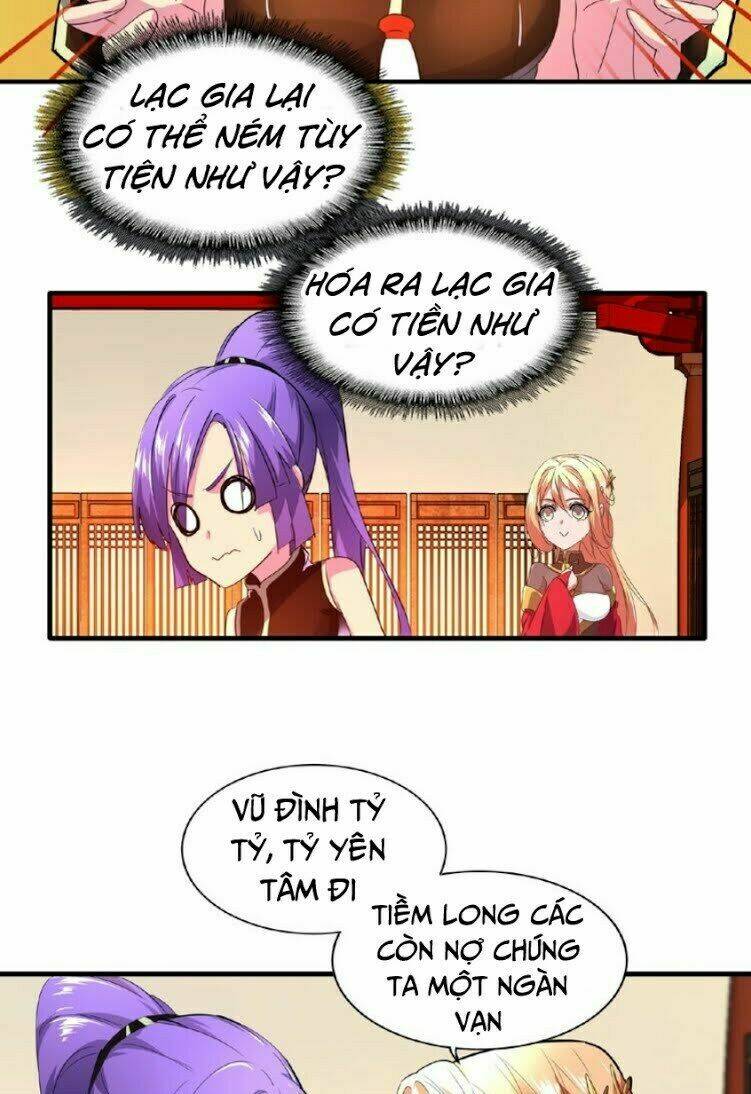 LẠC GIA LẠI
CÓ THỂ NÉM TÙY
TIỆN NHƯ VẬY?
HÓA RA LẠC GIA
CÓ TIỀN NHƯ
VẬY?
VŨ ĐÌNH TỶ
TỶ, TỶ YÊN
TÂM ĐI
TIỀM LONG CÁC
CÒN NỢ CHÚNG
TA MỘT NGÀN
VẠN